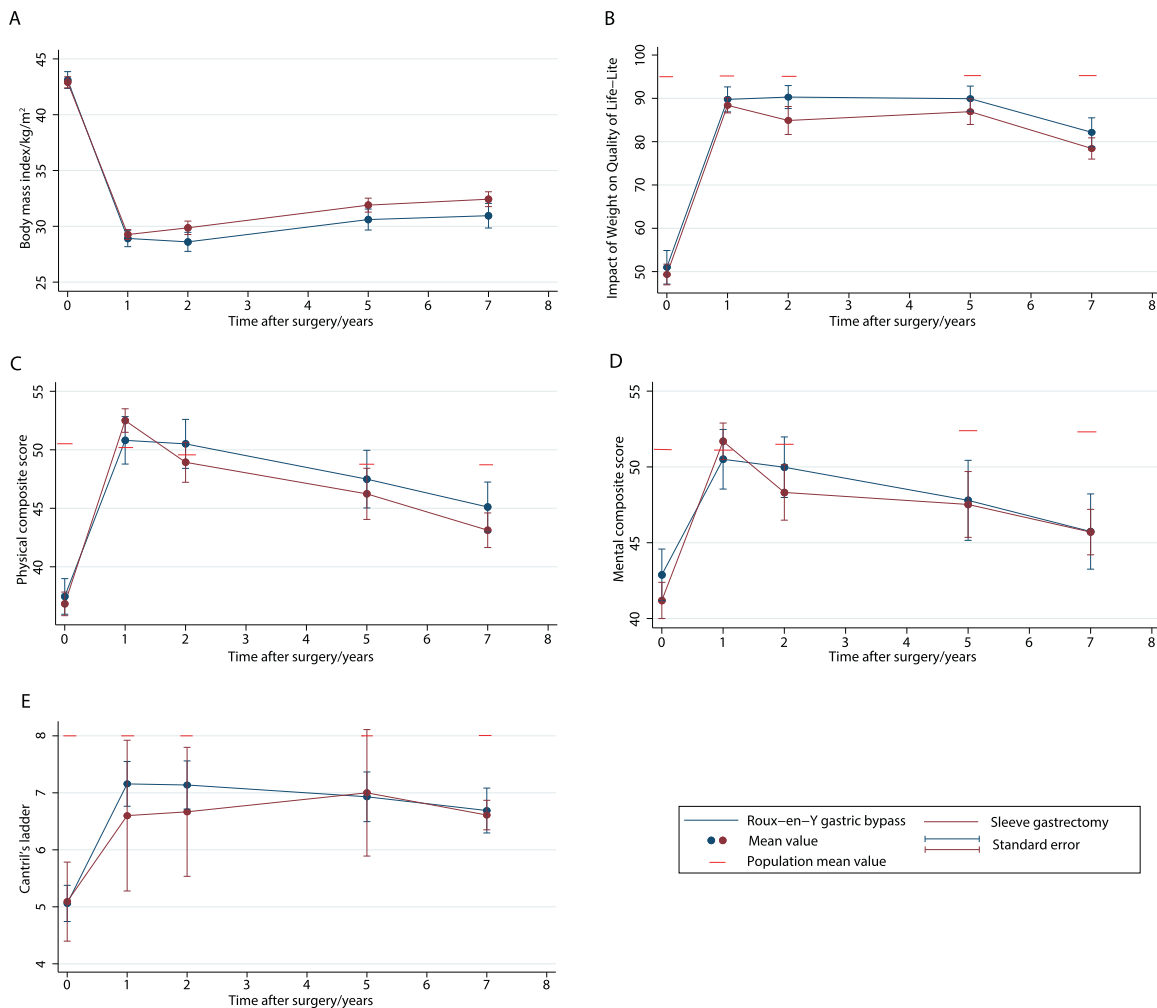 A
Body mass index/kg/m²
45
40
35
30
25
0 1 2 3 4 5 6 7 8
Time after surgery/years
B
Impact of Weight on Quality of Life–Lite
100
90
80
70
60
50
0 1 2 3 4 5 6 7 8
Time after surgery/years
C
Physical composite score
55
50
45
40
0 1 2 3 4 5 6 7 8
Time after surgery/years
D
Mental composite score
55
50
45
40
0 1 2 3 4 5 6 7 8
Time after surgery/years
E
Cantril's ladder
8
7
6
5
4
0 1 2 3 4 5 6 7 8
Time after surgery/years
Roux–en–Y gastric bypass
Sleeve gastrectomy
Mean value
Standard error
Population mean value